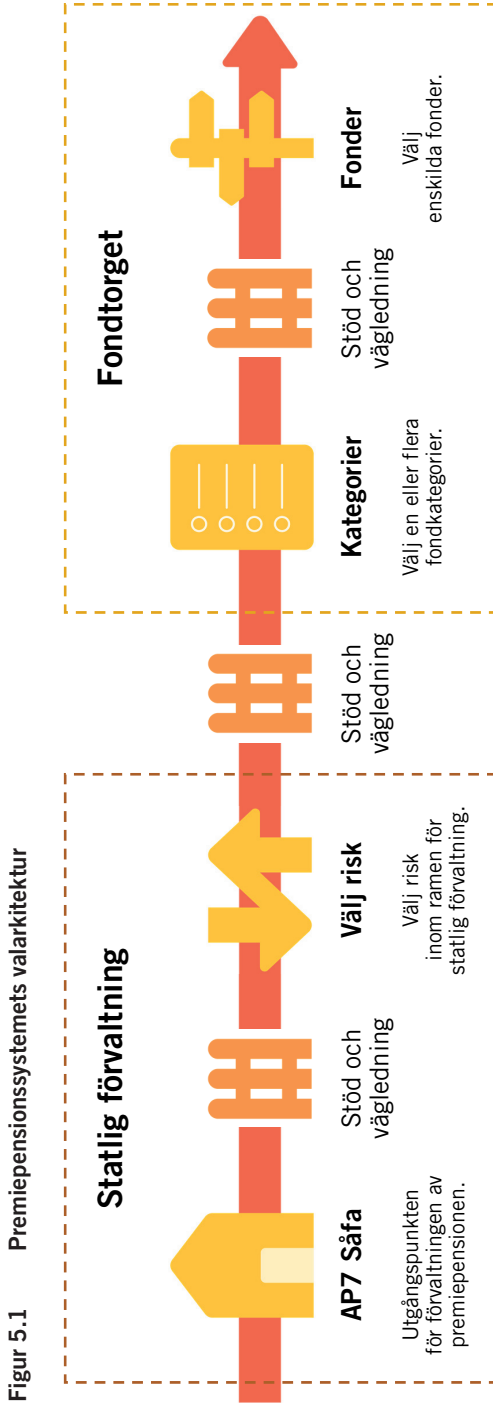 Figur 5.1 Premiepensionssystemets valarkitektur
Statlig förvaltning
AP7 Såfa
Utgångspunkten
för förvaltningen av
premiepensionen.
Stöd och
vägledning
Välj risk
Välj risk
inom ramen för
statlig förvaltning.
Stöd och
vägledning
Fondtorget
Kategorier
Välj en eller flera
fondkategorier.
Stöd och
vägledning
Fonder
Välj
enskilda fonder.